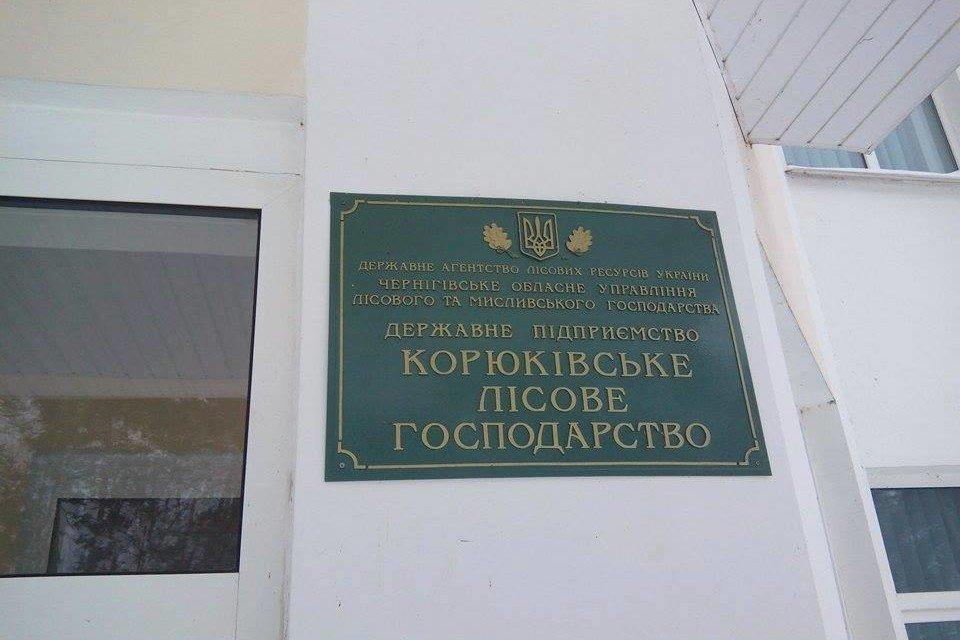 ДЕРЖАВНЕ АГЕНТСТВО ЛІСОВИХ РЕСУРСІВ УКРАЇНИ
ЧЕРНІГІВСЬКЕ ОБЛАСНЕ УПРАВЛІННЯ
ЛІСОВОГО ТА МИСЛИВСЬКОГО ГОСПОДАРСТВА
ДЕРЖАВНЕ ПІДПРИЄМСТВО
КОРЮКІВСЬКЕ
ЛІСОВЕ
ГОСПОДАРСТВО